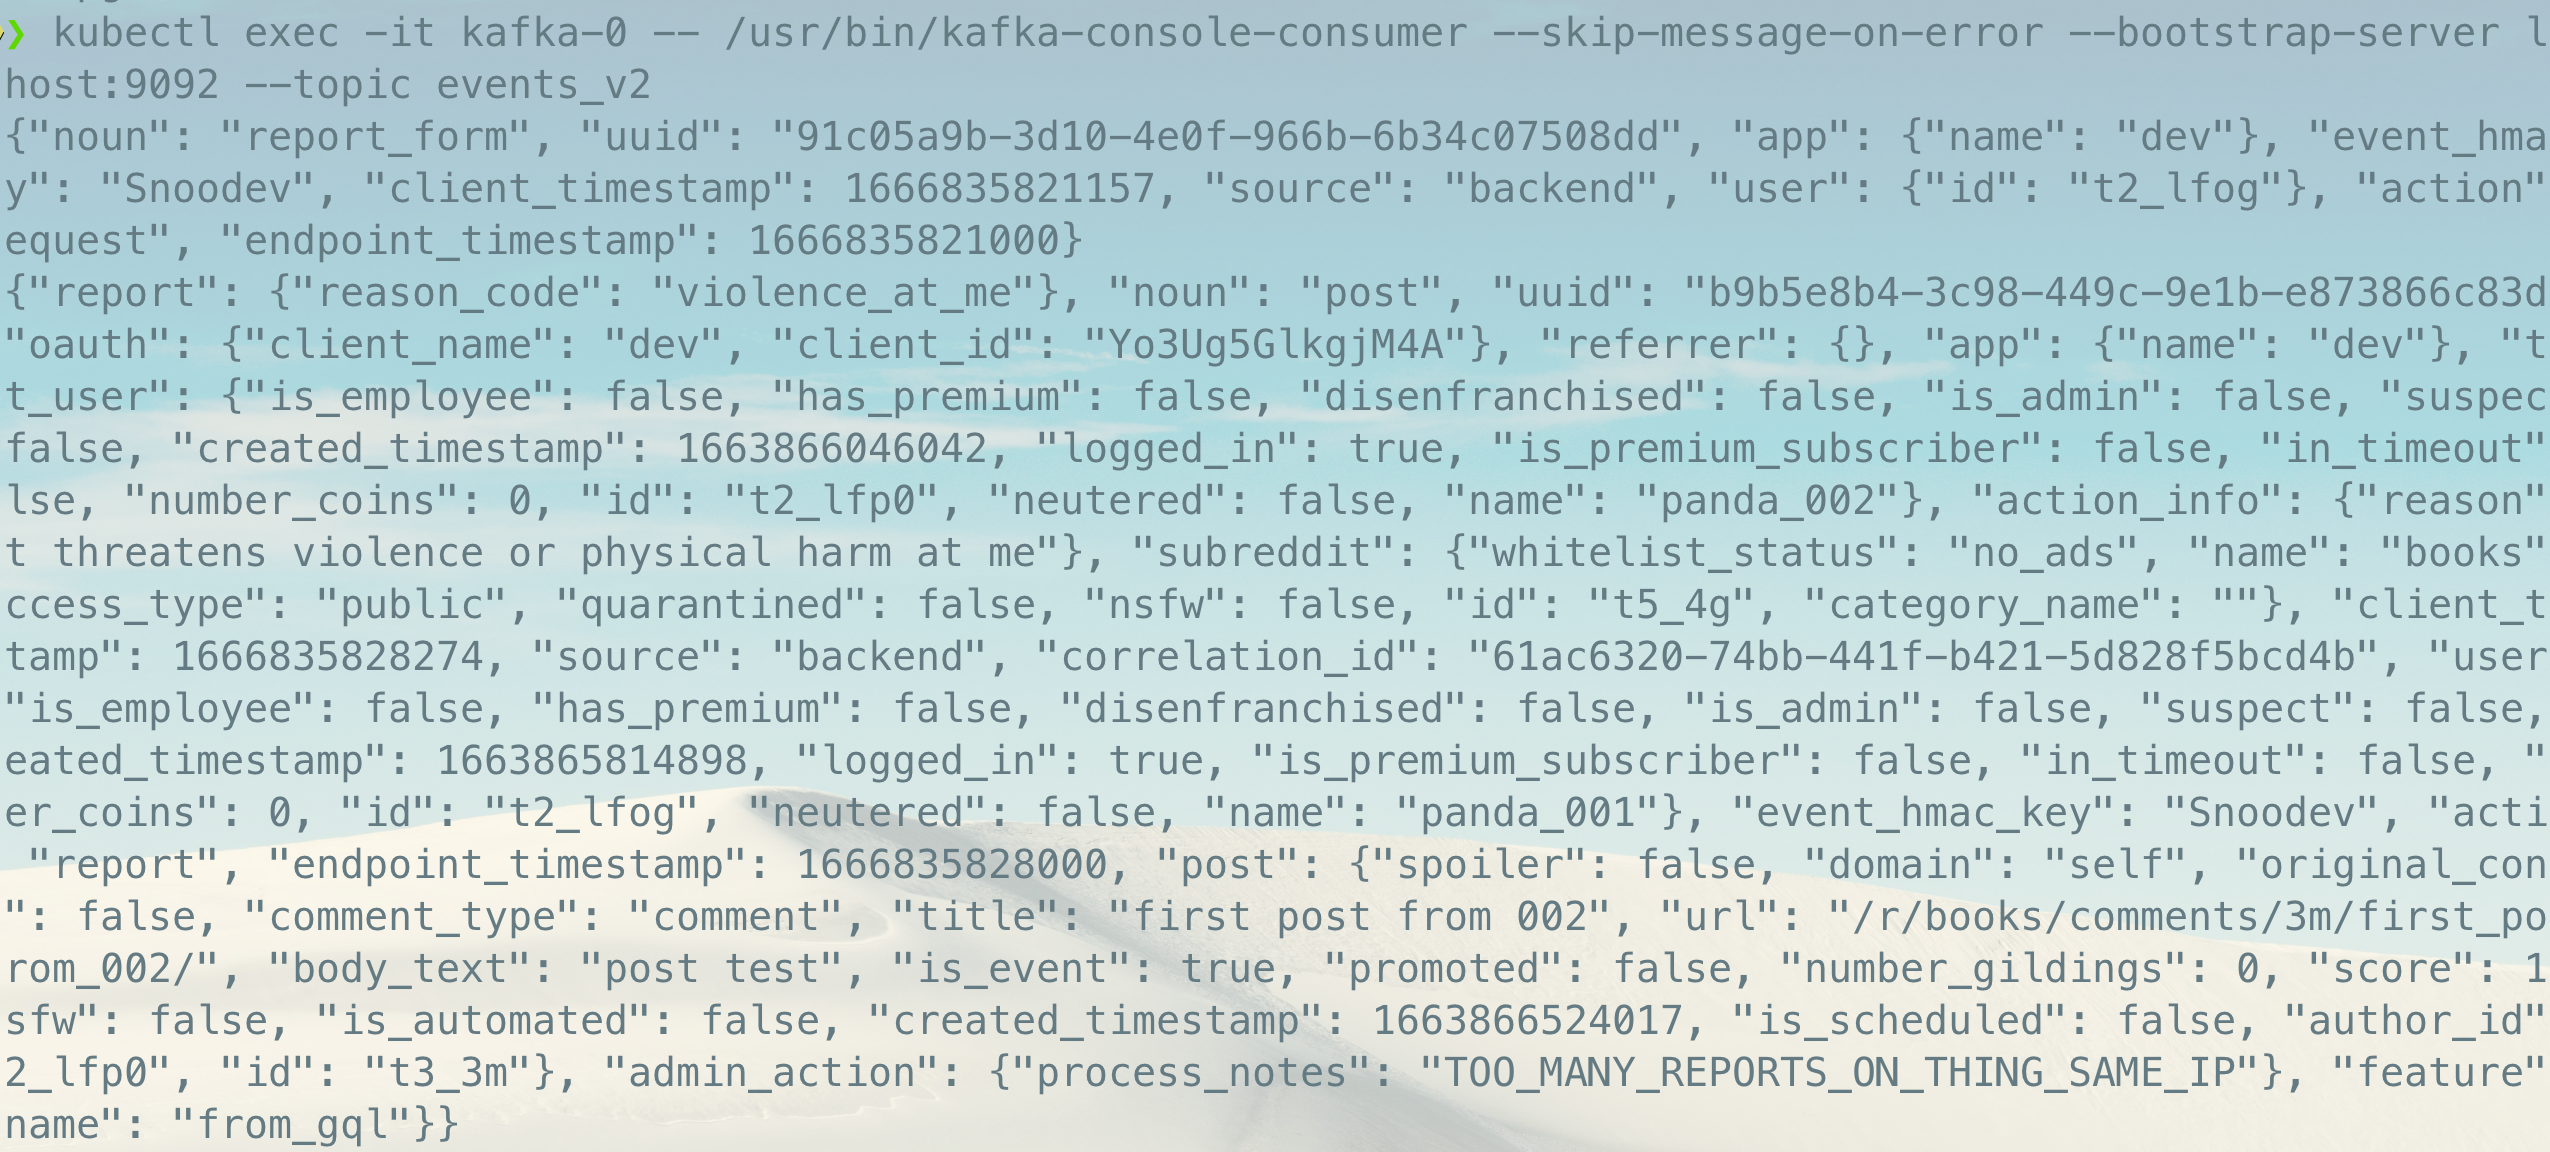 ❯ kubectl exec -it kafka-0 -- /usr/bin/kafka-console-consumer --skip-message-on-error --bootstrap-server l
host:9092 --topic events_v2
{"noun": "report_form", "uuid": "91c05a9b-3d10-4e0f-966b-6b34c07508dd", "app": {"name": "dev"}, "event_hma
y": "Snoodev", "client_timestamp": 1666835821157, "source": "backend", "user": {"id": "t2_lfog"}, "action"
equest", "endpoint_timestamp": 1666835821000}
{"report": {"reason_code": "violence_at_me"}, "noun": "post", "uuid": "b9b5e8b4-3c98-449c-9e1b-e873866c83d
"oauth": {"client_name": "dev", "client_id": "Yo3Ug5GlkgjM4A"}, "referrer": {}, "app": {"name": "dev"}, "t
t_user": {"is_employee": false, "has_premium": false, "disenfranchised": false, "is_admin": false, "suspec
false, "created_timestamp": 1663866046042, "logged_in": true, "is_premium_subscriber": false, "in_timeout"
lse, "number_coins": 0, "id": "t2_lfp0", "neutered": false, "name": "panda_002"}, "action_info": {"reason"
t threatens violence or physical harm at me"}, "subreddit": {"whitelist_status": "no_ads", "name": "books"
ccess_type": "public", "quarantined": false, "nsfw": false, "id": "t5_4g", "category_name": ""}, "client_t
tamp": 1666835828274, "source": "backend", "correlation_id": "61ac6320-74bb-441f-b421-5d828f5bcd4b", "user
"is_employee": false, "has_premium": false, "disenfranchised": false, "is_admin": false, "suspect": false,
eated_timestamp": 1663865814898, "logged_in": true, "is_premium_subscriber": false, "in_timeout": false, "
er_coins": 0, "id": "t2_lfog", "neutered": false, "name": "panda_001"}, "event_hmac_key": "Snoodev", "acti
"report", "endpoint_timestamp": 1666835828000, "post": {"spoiler": false, "domain": "self", "original_con
": false, "comment_type": "comment", "title": "first post from 002", "url": "/r/books/comments/3m/first_po
rom_002/", "body_text": "post test", "is_event": true, "promoted": false, "number_gildings": 0, "score": 1
sfw": false, "is_automated": false, "created_timestamp": 1663866524017, "is_scheduled": false, "author_id"
2_lfp0", "id": "t3_3m"}, "admin_action": {"process_notes": "TOO_MANY_REPORTS_ON_THING_SAME_IP"}, "feature"
name": "from_gql"}}